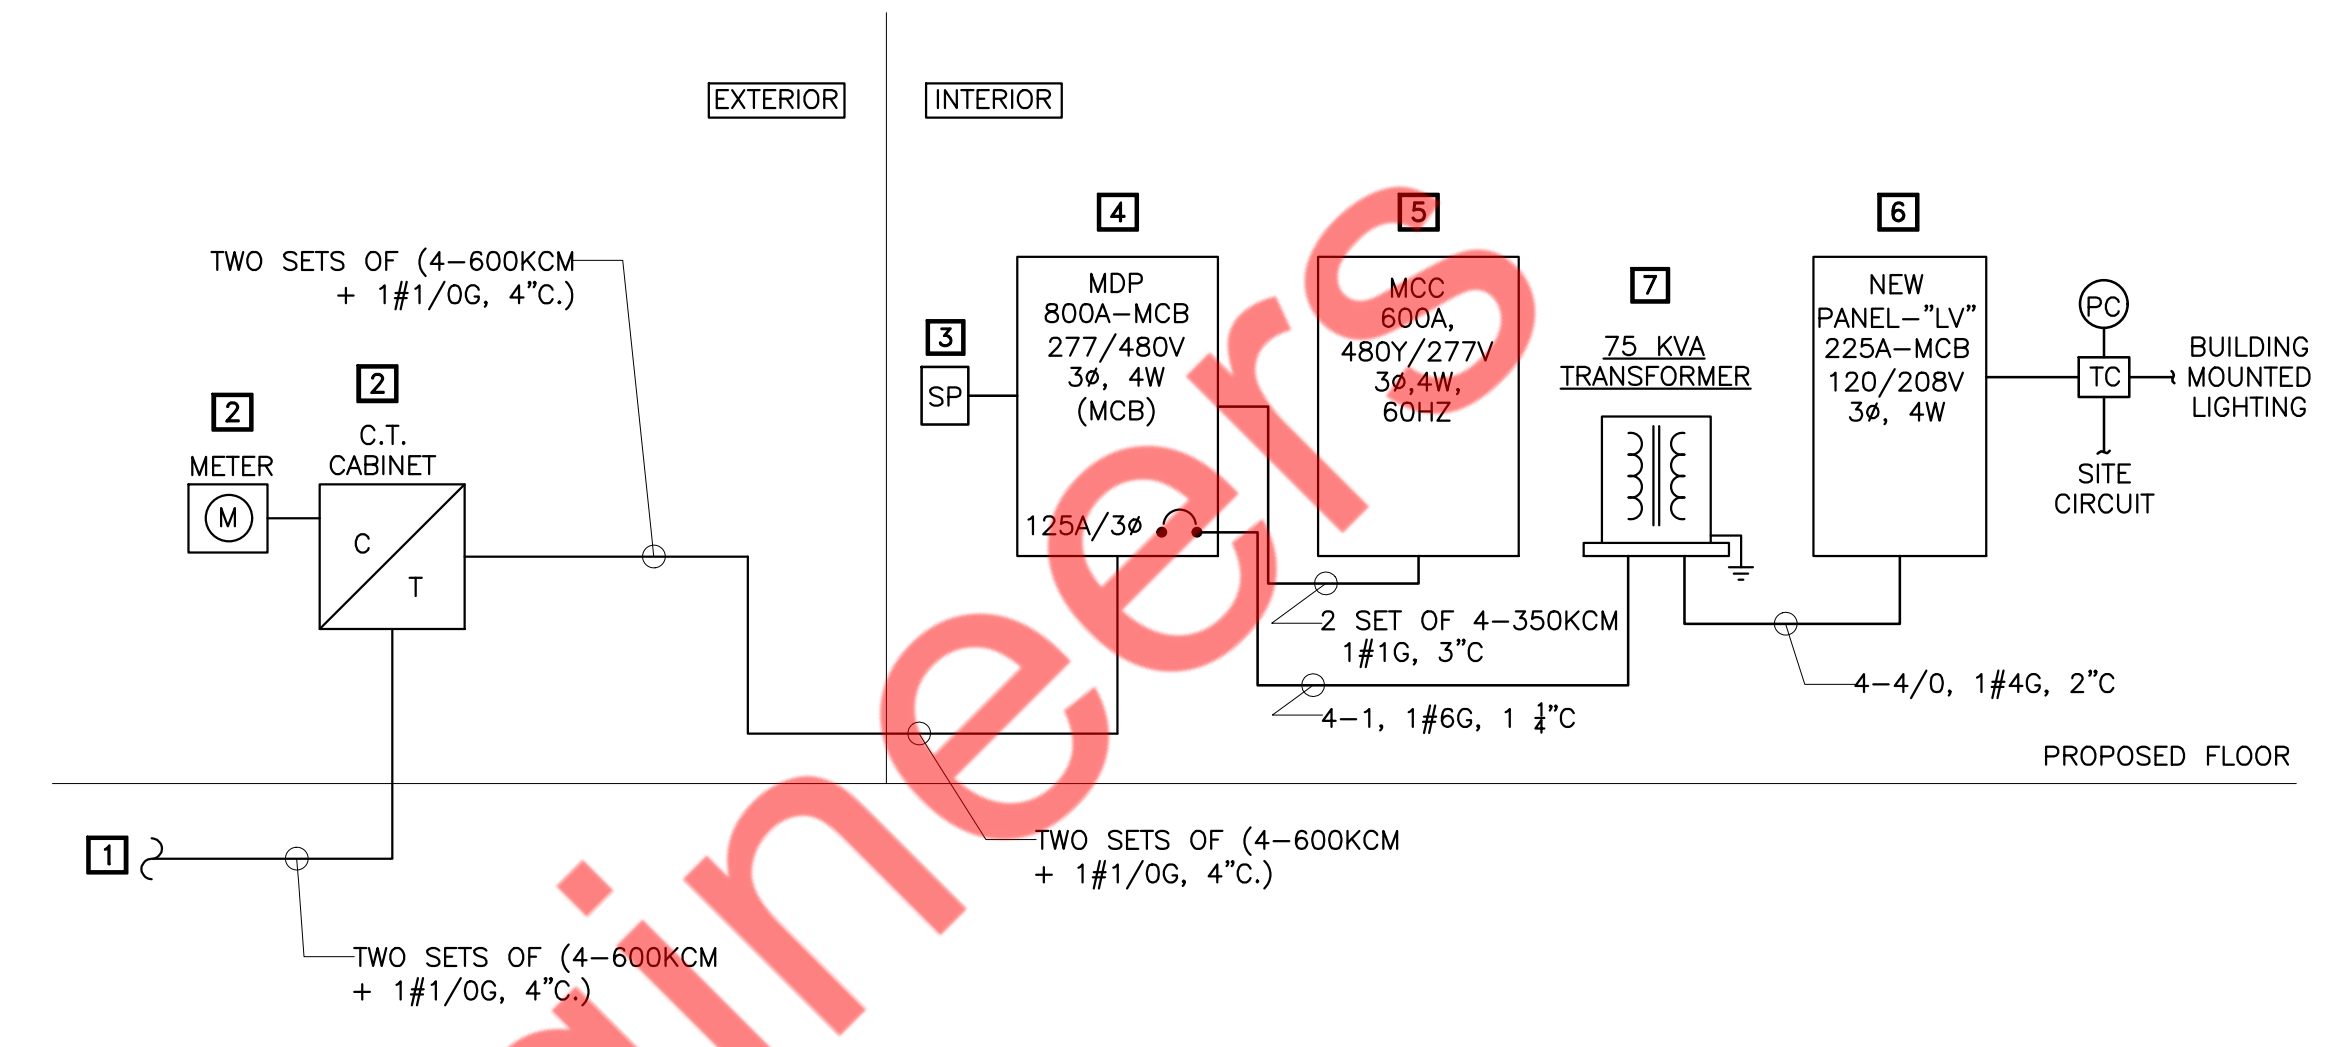 EXTERIOR
INTERIOR
TWO SETS OF (4-600KCM
+ 1#1/0G, 4"C.)
2
METER
M
2
C.T.
CABINET
C
T
3
SP
4
MDP
800A-MCB
277/480V
3ø, 4W
(MCB)
125A/3ø
5
MCC
600A,
480Y/277V
3ø,4W,
60HZ
7
75 KVA
TRANSFORMER
6
NEW
PANEL-"LV"
225A-MCB
120/208V
3ø, 4W
PC
TC
BUILDING
MOUNTED
LIGHTING
SITE
CIRCUIT
2 SET OF 4-350KCM
1#1G, 3"C
4-1, 1#6G, 1 1/4"C
4-4/0, 1#4G, 2"C
PROPOSED FLOOR
1
TWO SETS OF (4-600KCM
+ 1#1/0G, 4"C.)
TWO SETS OF (4-600KCM
+ 1#1/0G, 4"C.)
gineers